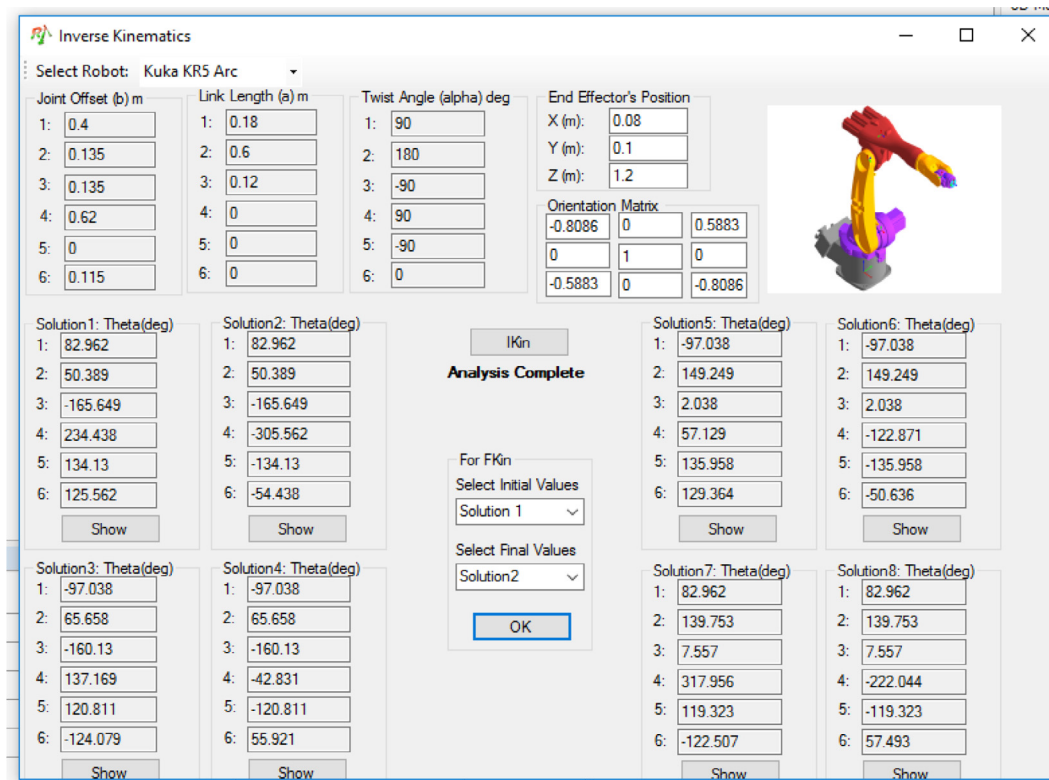 Inverse Kinematics
Select Robot: Kuka KR5 Arc
Joint Offset (b) m
1: 0.4
2: 0.135
3: 0.135
4: 0.62
5: 0
6: 0.115
Link Length (a) m
1: 0.18
2: 0.6
3: 0.12
4: 0
5: 0
6: 0
Twist Angle (alpha) deg
1: 90
2: 180
3: -90
4: 90
5: -90
6: 0
End Effector's Position
X (m): 0.08
Y (m): 0.1
Z (m): 1.2
Orientation Matrix
-0.8086 0 0.5883
0 1 0
-0.5883 0 -0.8086
Solution1: Theta(deg)
1: 82.962
2: 50.389
3: -165.649
4: 234.438
5: 134.13
6: 125.562
Show
Solution2: Theta(deg)
1: 82.962
2: 50.389
3: -165.649
4: -305.562
5: -134.13
6: -54.438
Show
IKin
Analysis Complete
For FKin
Select Initial Values
Solution 1
Select Final Values
Solution2
OK
Solution5: Theta(deg)
1: -97.038
2: 149.249
3: 2.038
4: 57.129
5: 135.958
6: 129.364
Show
Solution6: Theta(deg)
1: -97.038
2: 149.249
3: 2.038
4: -122.871
5: -135.958
6: -50.636
Show
Solution3: Theta(deg)
1: -97.038
2: 65.658
3: -160.13
4: 137.169
5: 120.811
6: -124.079
Show
Solution4: Theta(deg)
1: -97.038
2: 65.658
3: -160.13
4: -42.831
5: -120.811
6: 55.921
Show
Solution7: Theta(deg)
1: 82.962
2: 139.753
3: 7.557
4: 317.956
5: 119.323
6: -122.507
Show
Solution8: Theta(deg)
1: 82.962
2: 139.753
3: 7.557
4: -222.044
5: -119.323
6: 57.493
Show